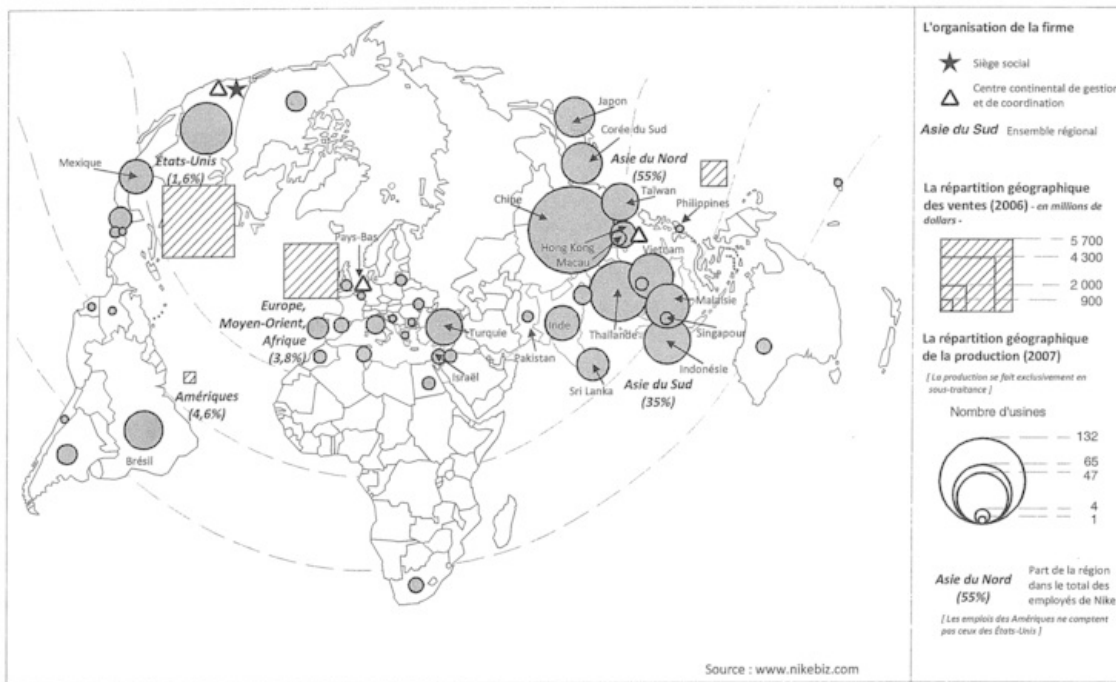 Japon
Corée du Sud
Asie du Nord
(55%)
Mexique
États-Unis
(1,6%)
Taïwan
Philippines
Chine
Pays-Bas
Hong Kong
Macau
Vietnam
Europe,
Moyen-Orient,
Afrique
(3,8%)
Turquie
Israël
Inde
Pakistan
Thaïlande
Malaisie
Singapour
Indonésie
Sri Lanka
Asie du Sud
(35%)
Amériques
(4,6%)
Brésil
Source : www.nikebiz.com
L'organisation de la firme
Siège social
Centre continental de gestion
et de coordination
Asie du Sud Ensemble régional
La répartition géographique
des ventes (2006) - en millions de
dollars -
5 700
4 300
2 000
900
La répartition géographique
de la production (2007)
[ La production se fait exclusivement en
sous-traitance ]
Nombre d'usines
132
65
47
4
1
Asie du Nord
(55%)
Part de la région
dans le total des
employés de Nike
[ Les emplois des Amériques ne comptent
pas ceux des États-Unis ]